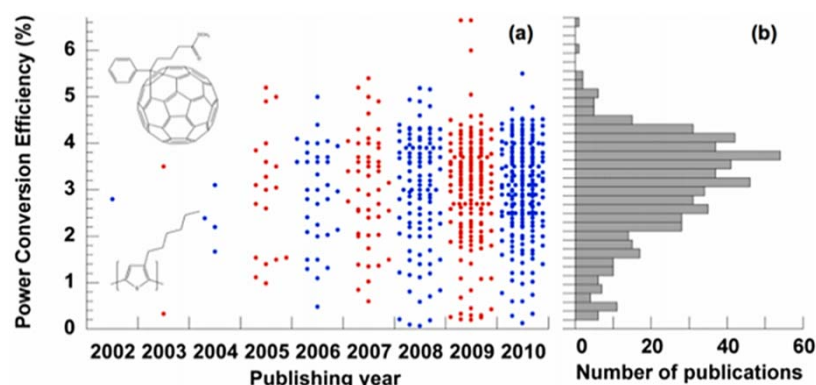 Power Conversion Efficiency (%)
(a)
(b)
6
5
4
3
2
1
0
2002 2003 2004 2005 2006 2007 2008 2009 2010
Publishing year
0 20 40 60
Number of publications